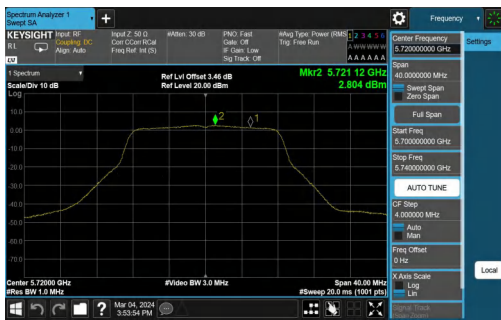 Spectrum Analyzer 1
Swept SA
Frequency
KEYSIGHT
RL
Input: RF
Coupling: DC
Align: Auto
Input Z: 50 Ω
Corr CCorr RCal
Freq Ref: Int (S)
#Atten: 30 dB
PNO: Fast
Gate: Off
IF Gain: Low
Sig Track: Off
#Avg Type: Power (RMS)
Trig: Free Run
1 2 3 4 5 6
A W W W W W
A A A A A A
1 Spectrum
Scale/Div 10 dB
Log
Ref Lvl Offset 3.46 dB
Ref Level 20.00 dBm
Mkr2 5.721 12 GHz
2.804 dBm
10.0
0.00
-10.0
-20.0
-30.0
-40.0
-50.0
-60.0
-70.0
2
1
Center 5.72000 GHz
#Res BW 1.0 MHz
#Video BW 3.0 MHz
Span 40.00 MHz
#Sweep 20.0 ms (1001 pts)
Mar 04, 2024
3:53:54 PM
Center Frequency
5.720000000 GHz
Span
40.0000000 MHz
Swept Span
Zero Span
Full Span
Start Freq
5.700000000 GHz
Stop Freq
5.740000000 GHz
AUTO TUNE
CF Step
4.000000 MHz
Auto
Man
Freq Offset
0 Hz
X Axis Scale
Log
Lin
Signal Track
Settings
Local